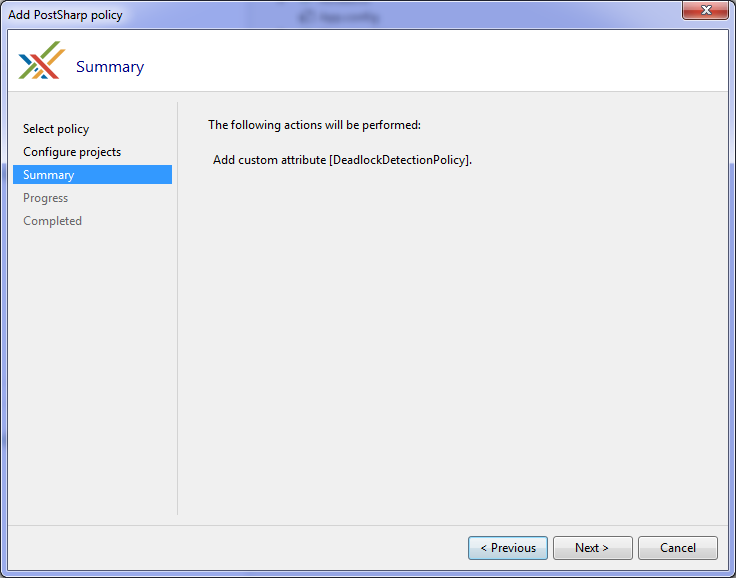 Add PostSharp policy
Summary
Select policy
Configure projects
Summary
Progress
Completed
The following actions will be performed:
Add custom attribute [DeadlockDetectionPolicy].
< Previous
Next >
Cancel